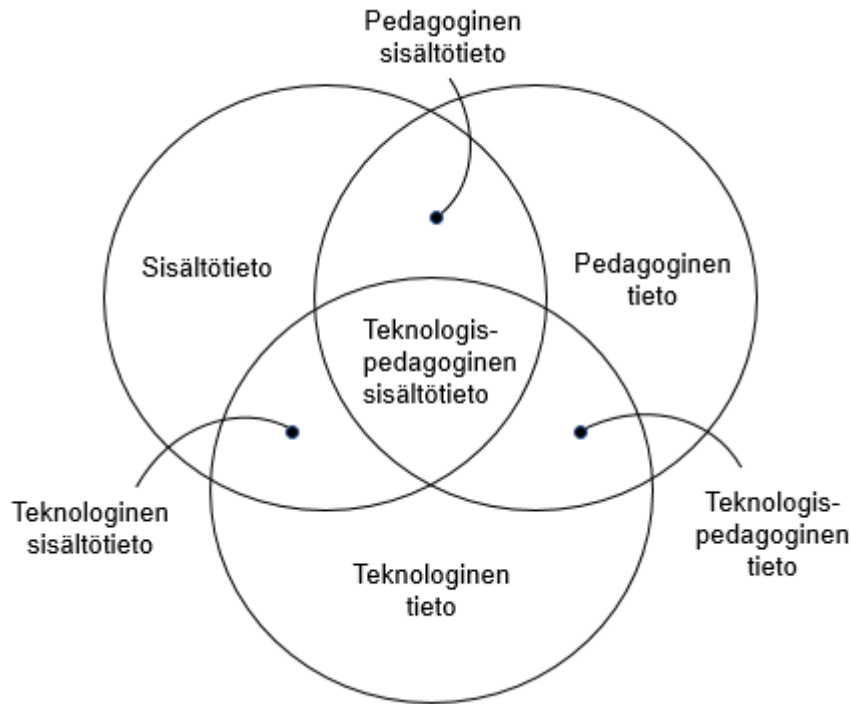 Pedagoginen
sisältötieto
Sisältötieto
Pedagoginen
tieto
Teknologis-
pedagoginen
sisältötieto
Teknologinen
sisältötieto
Teknologis-
pedagoginen
tieto
Teknologinen
tieto